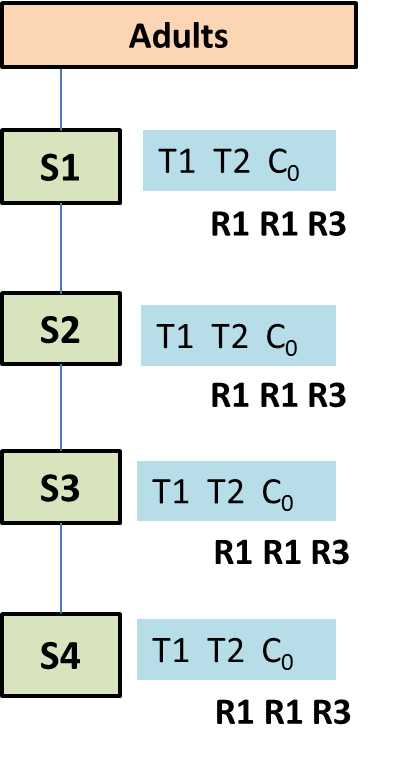 Adults
S1 T1 T2 C₀
R1 R1 R3
S2 T1 T2 C₀
R1 R1 R3
S3 T1 T2 C₀
R1 R1 R3
S4 T1 T2 C₀
R1 R1 R3